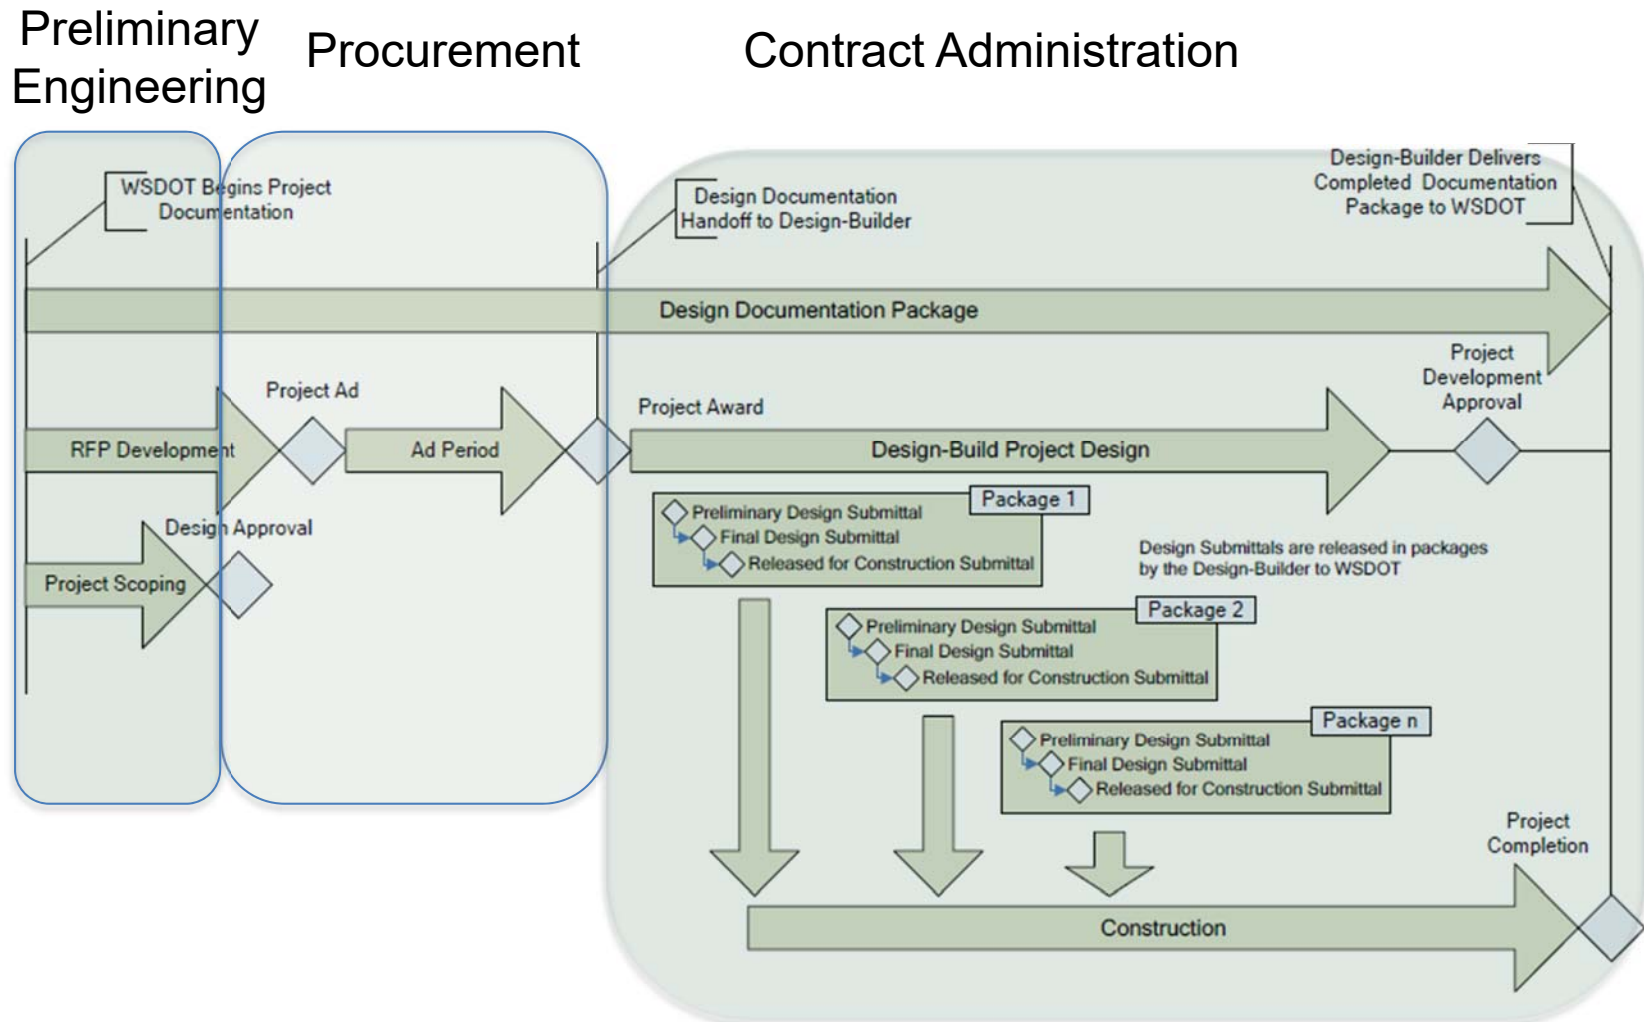 Preliminary
Engineering
Procurement
Contract Administration
WSDOT Begins Project
Documentation
Design Documentation
Handoff to Design-Builder
Design-Builder Delivers
Completed Documentation
Package to WSDOT
Design Documentation Package
Project Ad
Project Award
Project
Development
Approval
RFP Development
Ad Period
Design-Build Project Design
Design Approval
Project Scoping
Package 1
Preliminary Design Submittal
Final Design Submittal
Released for Construction Submittal
Design Submittals are released in packages
by the Design-Builder to WSDOT
Package 2
Preliminary Design Submittal
Final Design Submittal
Released for Construction Submittal
Package n
Preliminary Design Submittal
Final Design Submittal
Released for Construction Submittal
Project
Completion
Construction